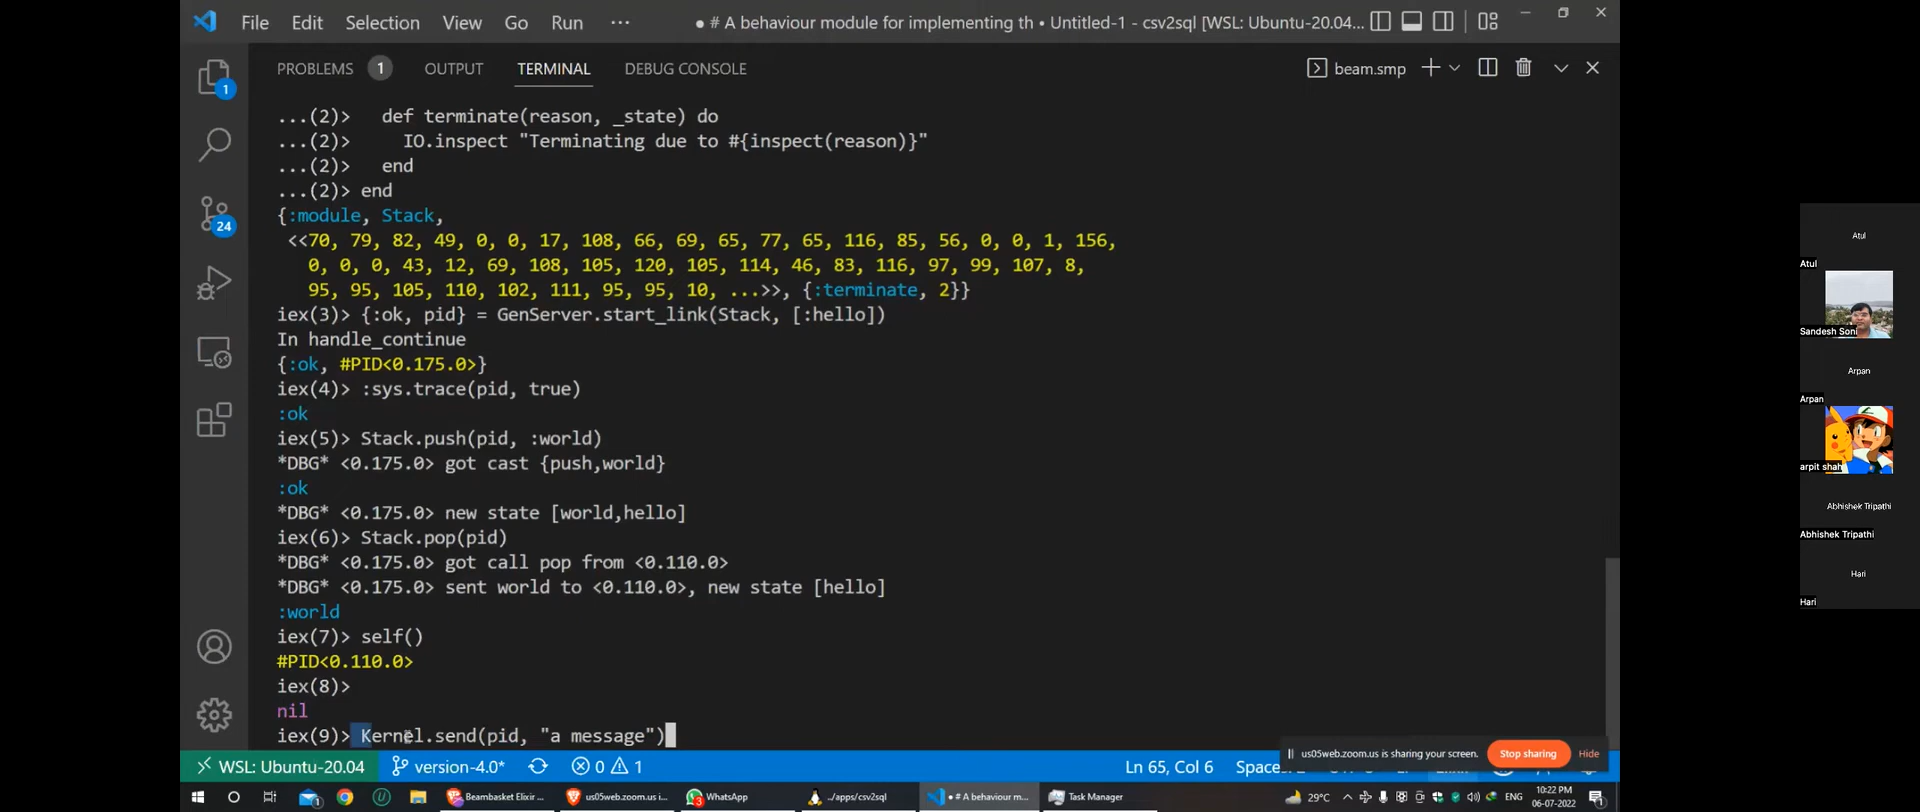 File Edit Selection View Go Run ··· ● # A behaviour module for implementing th • Untitled-1 - csv2sql [WSL: Ubuntu-20.04...
PROBLEMS 1 OUTPUT TERMINAL DEBUG CONSOLE beam.smp
1
24
...(2)>   def terminate(reason, _state) do
...(2)>     IO.inspect "Terminating due to #{inspect(reason)}"
...(2)>   end
...(2)> end
{:module, Stack,
 <<70, 79, 82, 49, 0, 0, 17, 108, 66, 69, 65, 77, 65, 116, 85, 56, 0, 0, 1, 156,
   0, 0, 0, 43, 12, 69, 108, 105, 120, 105, 114, 46, 83, 116, 97, 99, 107, 8,
   95, 95, 105, 110, 102, 111, 95, 95, 10, ...>>, {:terminate, 2}}
iex(3)> {:ok, pid} = GenServer.start_link(Stack, [:hello])
In handle_continue
{:ok, #PID<0.175.0>}
iex(4)> :sys.trace(pid, true)
:ok
iex(5)> Stack.push(pid, :world)
*DBG* <0.175.0> got cast {push,world}
:ok
*DBG* <0.175.0> new state [world,hello]
iex(6)> Stack.pop(pid)
*DBG* <0.175.0> got call pop from <0.110.0>
*DBG* <0.175.0> sent world to <0.110.0>, new state [hello]
:world
iex(7)> self()
#PID<0.110.0>
iex(8)>
nil
iex(9)> Kernel.send(pid, "a message")
us05web.zoom.us is sharing your screen. Stop sharing Hide
WSL: Ubuntu-20.04 version-4.0* 0 1 Ln 65, Col 6
1 Beambasket Elixir ... us05web.zoom.us i... 3 WhatsApp ../apps/csv2sql ● # A behaviour m... Task Manager 29°C ENG 10:22 PM
06-07-2022
1
Atul
Atul
Sandesh Soni
Arpan
Arpan
arpit shah
Abhishek Tripathi
Abhishek Tripathi
Hari
Hari